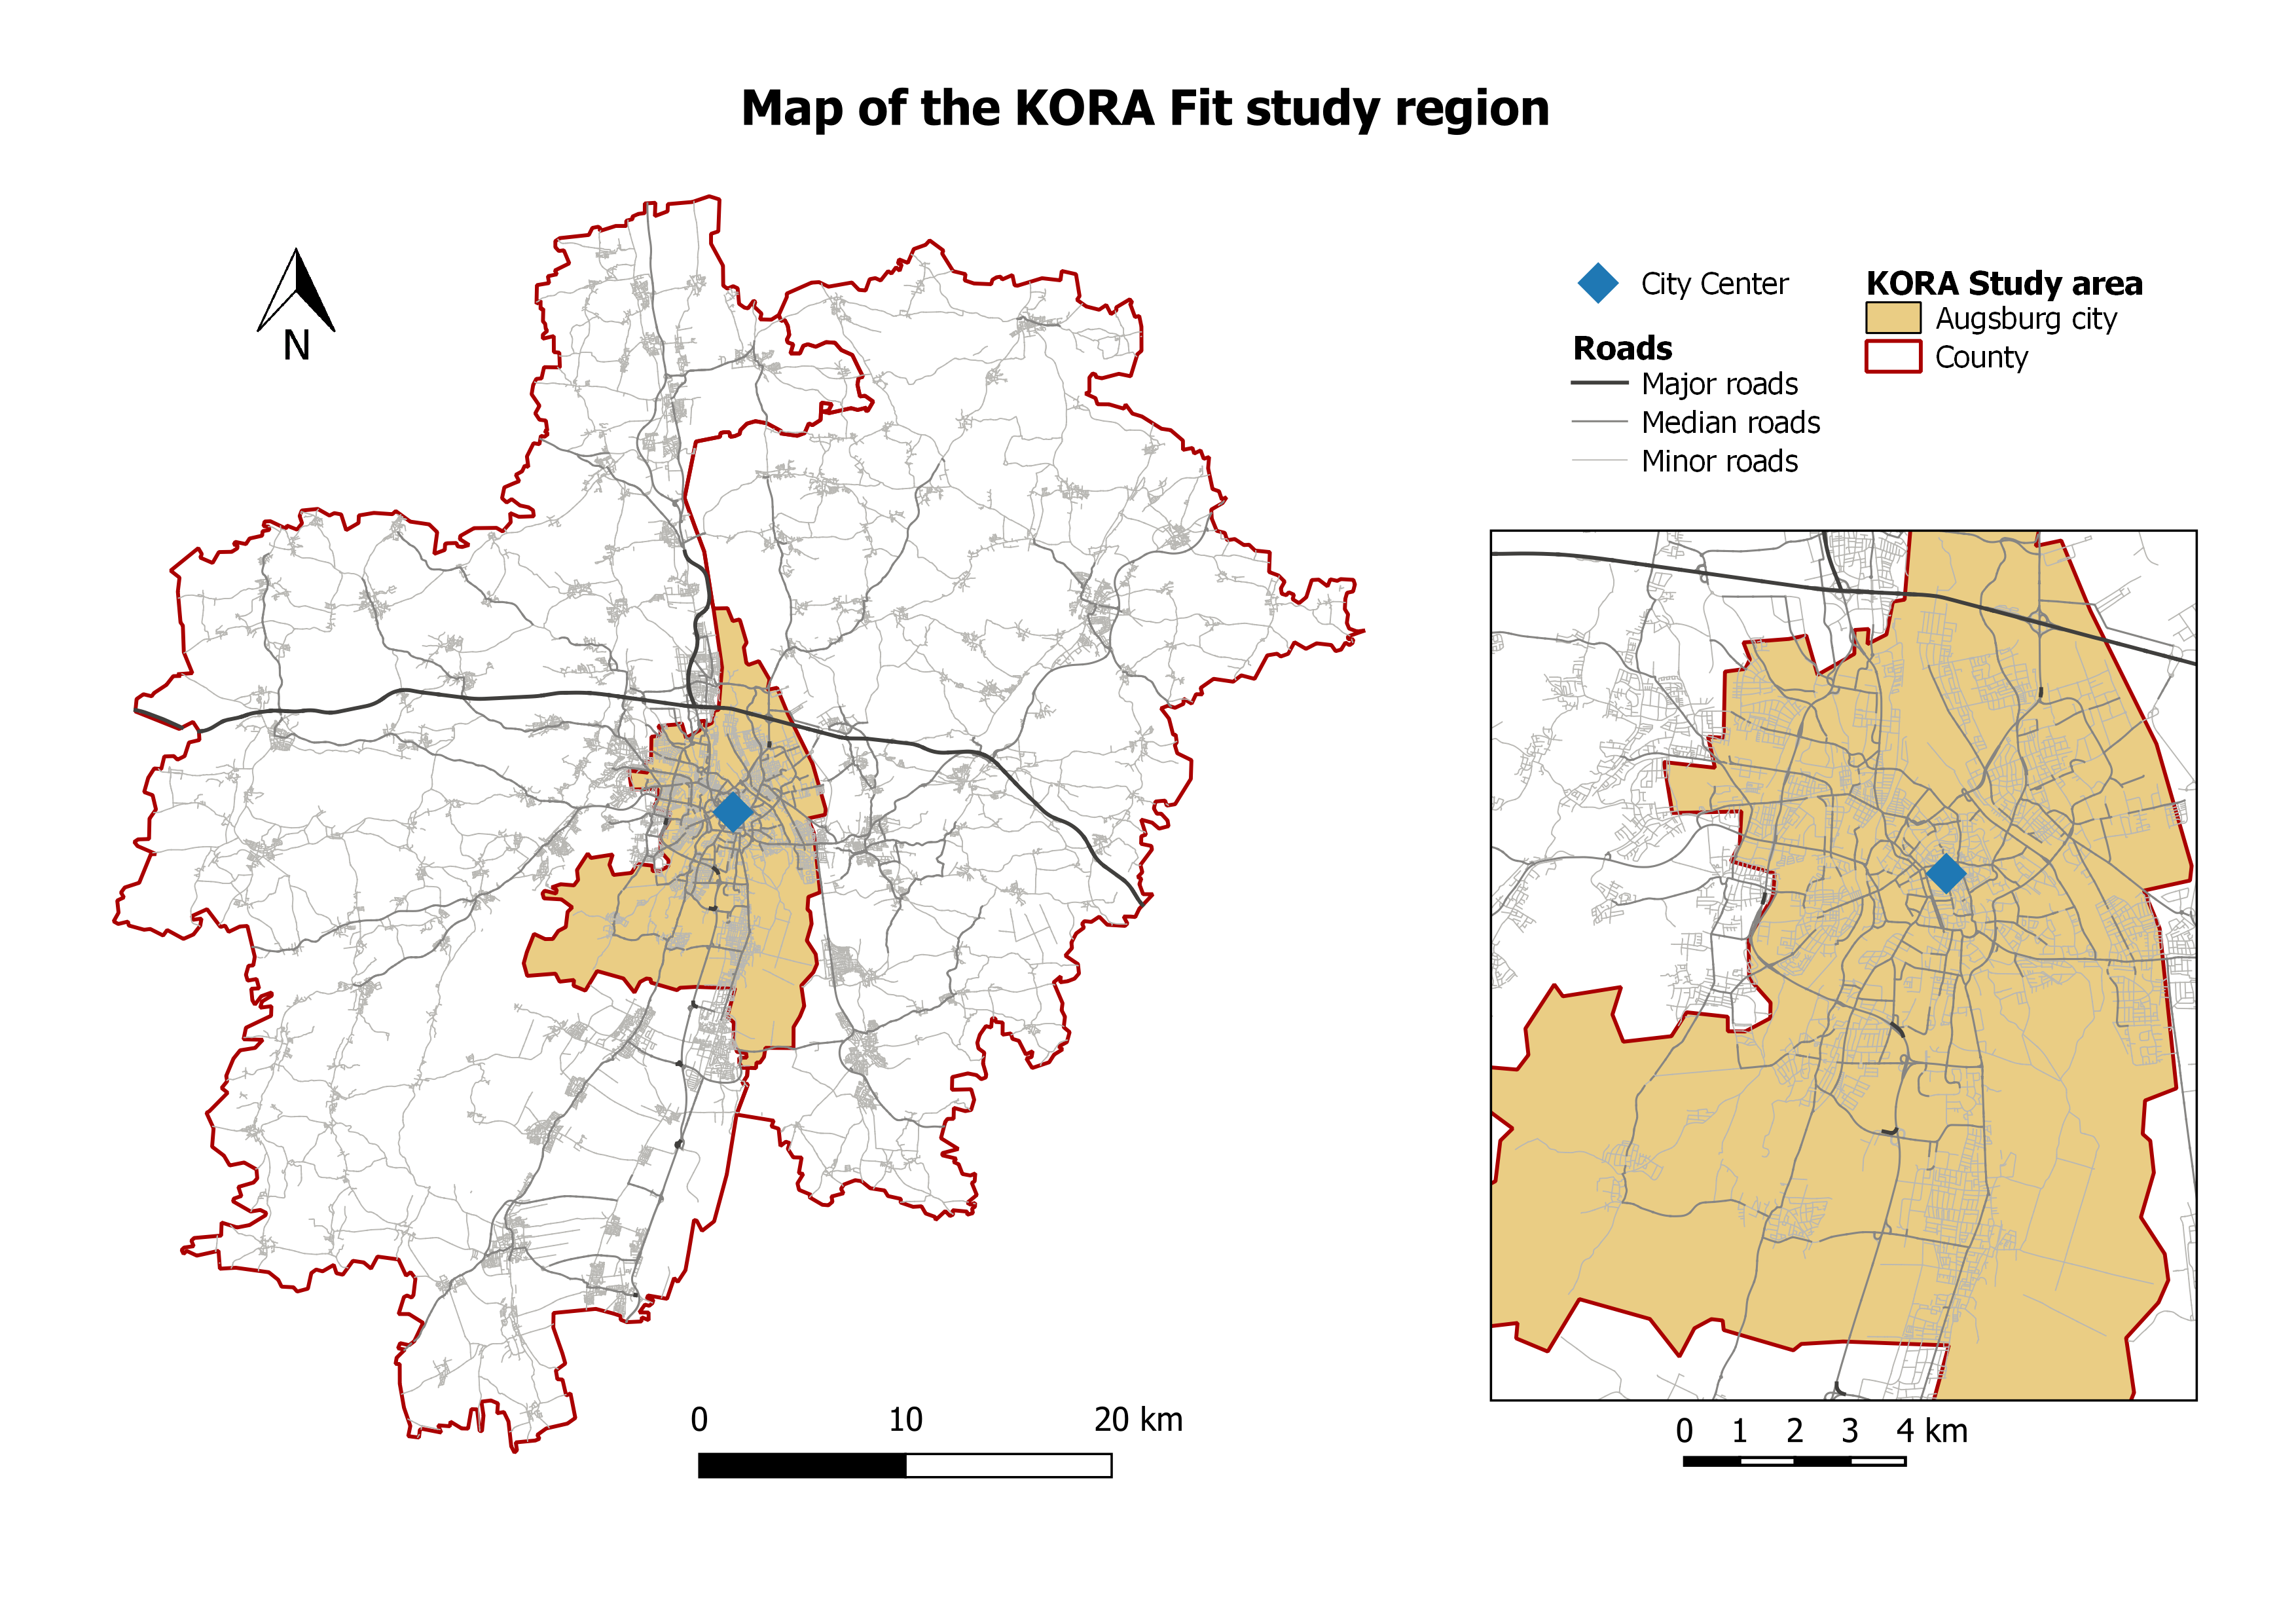 Map of the KORA Fit study region
N
City Center
Roads
Major roads
Median roads
Minor roads
KORA Study area
Augsburg city
County
0 10 20 km
0 1 2 3 4 km